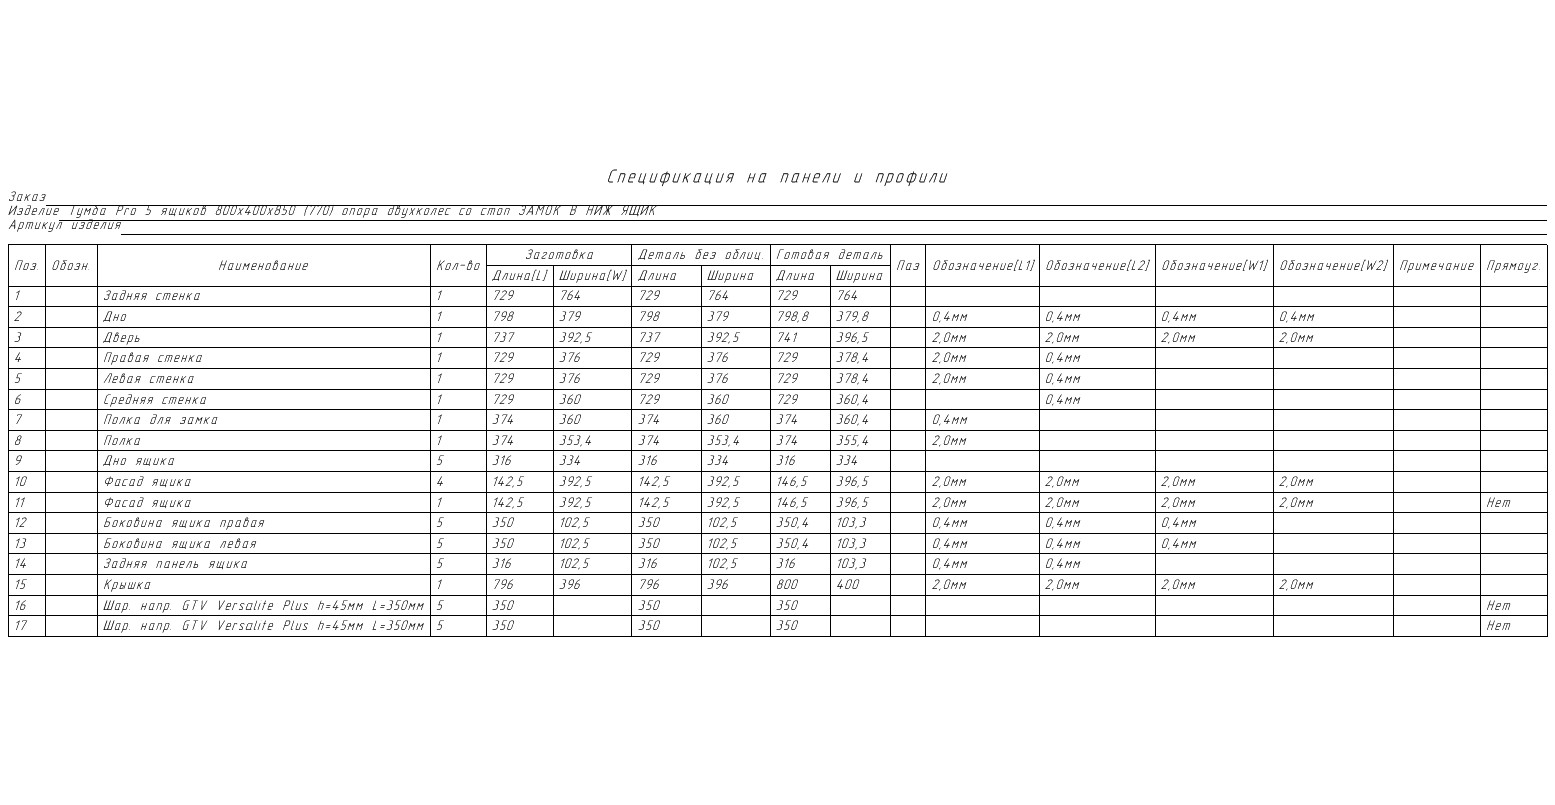 Спецификация на панели и профили
Заказ
Изделие Тумба Pro 5 ящиков 800x400x850 (770) опора двухколес со стоп ЗАМОК В НИЖ ЯЩИК
Артикул изделия
Поз. Обозн. Наименование Кол-во Заготовка Деталь без облиц. Готовая деталь Паз Обозначение[L1] Обозначение[L2] Обозначение[W1] Обозначение[W2] Примечание Прямоуг.
Длина[L] Ширина[W] Длина Ширина Длина Ширина
1 Задняя стенка 1 729 764 729 764 729 764
2 Дно 1 798 379 798 379 798,8 379,8 0,4мм 0,4мм 0,4мм 0,4мм
3 Дверь 1 737 392,5 737 392,5 741 396,5 2,0мм 2,0мм 2,0мм 2,0мм
4 Правая стенка 1 729 376 729 376 729 378,4 2,0мм 0,4мм
5 Левая стенка 1 729 376 729 376 729 378,4 2,0мм 0,4мм
6 Средняя стенка 1 729 360 729 360 729 360,4 0,4мм
7 Полка для замка 1 374 360 374 360 374 360,4 0,4мм
8 Полка 1 374 353,4 374 353,4 374 355,4 2,0мм
9 Дно ящика 5 316 334 316 334 316 334
10 Фасад ящика 4 142,5 392,5 142,5 392,5 146,5 396,5 2,0мм 2,0мм 2,0мм 2,0мм
11 Фасад ящика 1 142,5 392,5 142,5 392,5 146,5 396,5 2,0мм 2,0мм 2,0мм 2,0мм Нет
12 Боковина ящика правая 5 350 102,5 350 102,5 350,4 103,3 0,4мм 0,4мм 0,4мм
13 Боковина ящика левая 5 350 102,5 350 102,5 350,4 103,3 0,4мм 0,4мм 0,4мм
14 Задняя панель ящика 5 316 102,5 316 102,5 316 103,3 0,4мм 0,4мм
15 Крышка 1 796 396 796 396 800 400 2,0мм 2,0мм 2,0мм 2,0мм
16 Шар. напр. GTV Versalite Plus h=45мм L=350мм 5 350 350 350 Нет
17 Шар. напр. GTV Versalite Plus h=45мм L=350мм 5 350 350 350 Нет